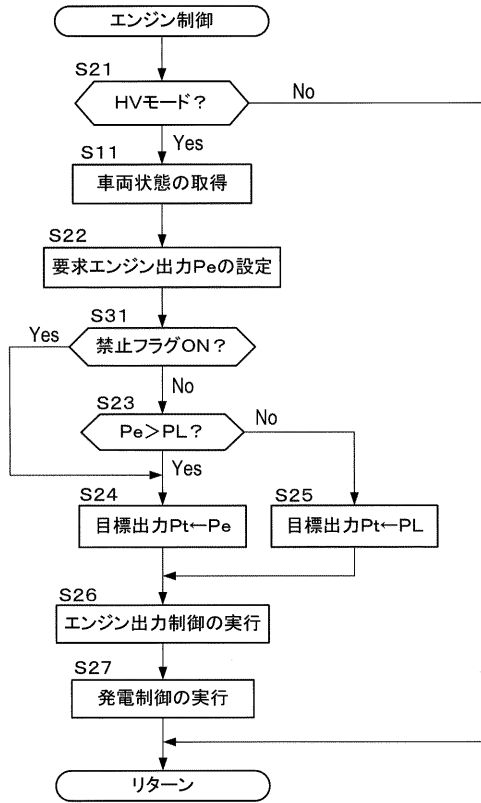 エンジン制御
S21
HVモード？
No
Yes
S11
車両状態の取得
S22
要求エンジン出力Peの設定
S31
Yes
禁止フラグON？
No
S23
Pe＞PL？
No
Yes
S24
目標出力Pt←Pe
S25
目標出力Pt←PL
S26
エンジン出力制御の実行
S27
発電制御の実行
リターン